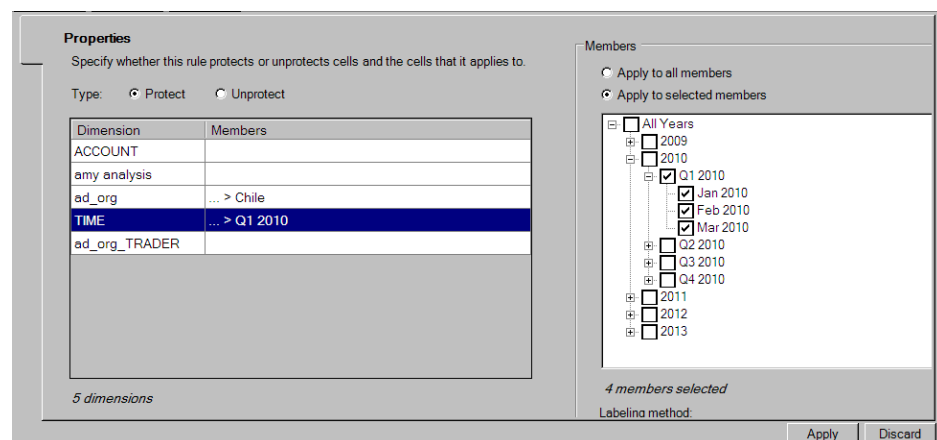 Properties
Specify whether this rule protects or unprotects cells and the cells that it applies to.
Type: Protect Unprotect
Dimension Members
ACCOUNT
amy analysis
ad_org ... > Chile
TIME ... > Q1 2010
ad_org_TRADER
5 dimensions
Members
Apply to all members
Apply to selected members
All Years
2009
2010
Q1 2010
Jan 2010
Feb 2010
Mar 2010
Q2 2010
Q3 2010
Q4 2010
2011
2012
2013
4 members selected
Labeling method:
Apply Discard